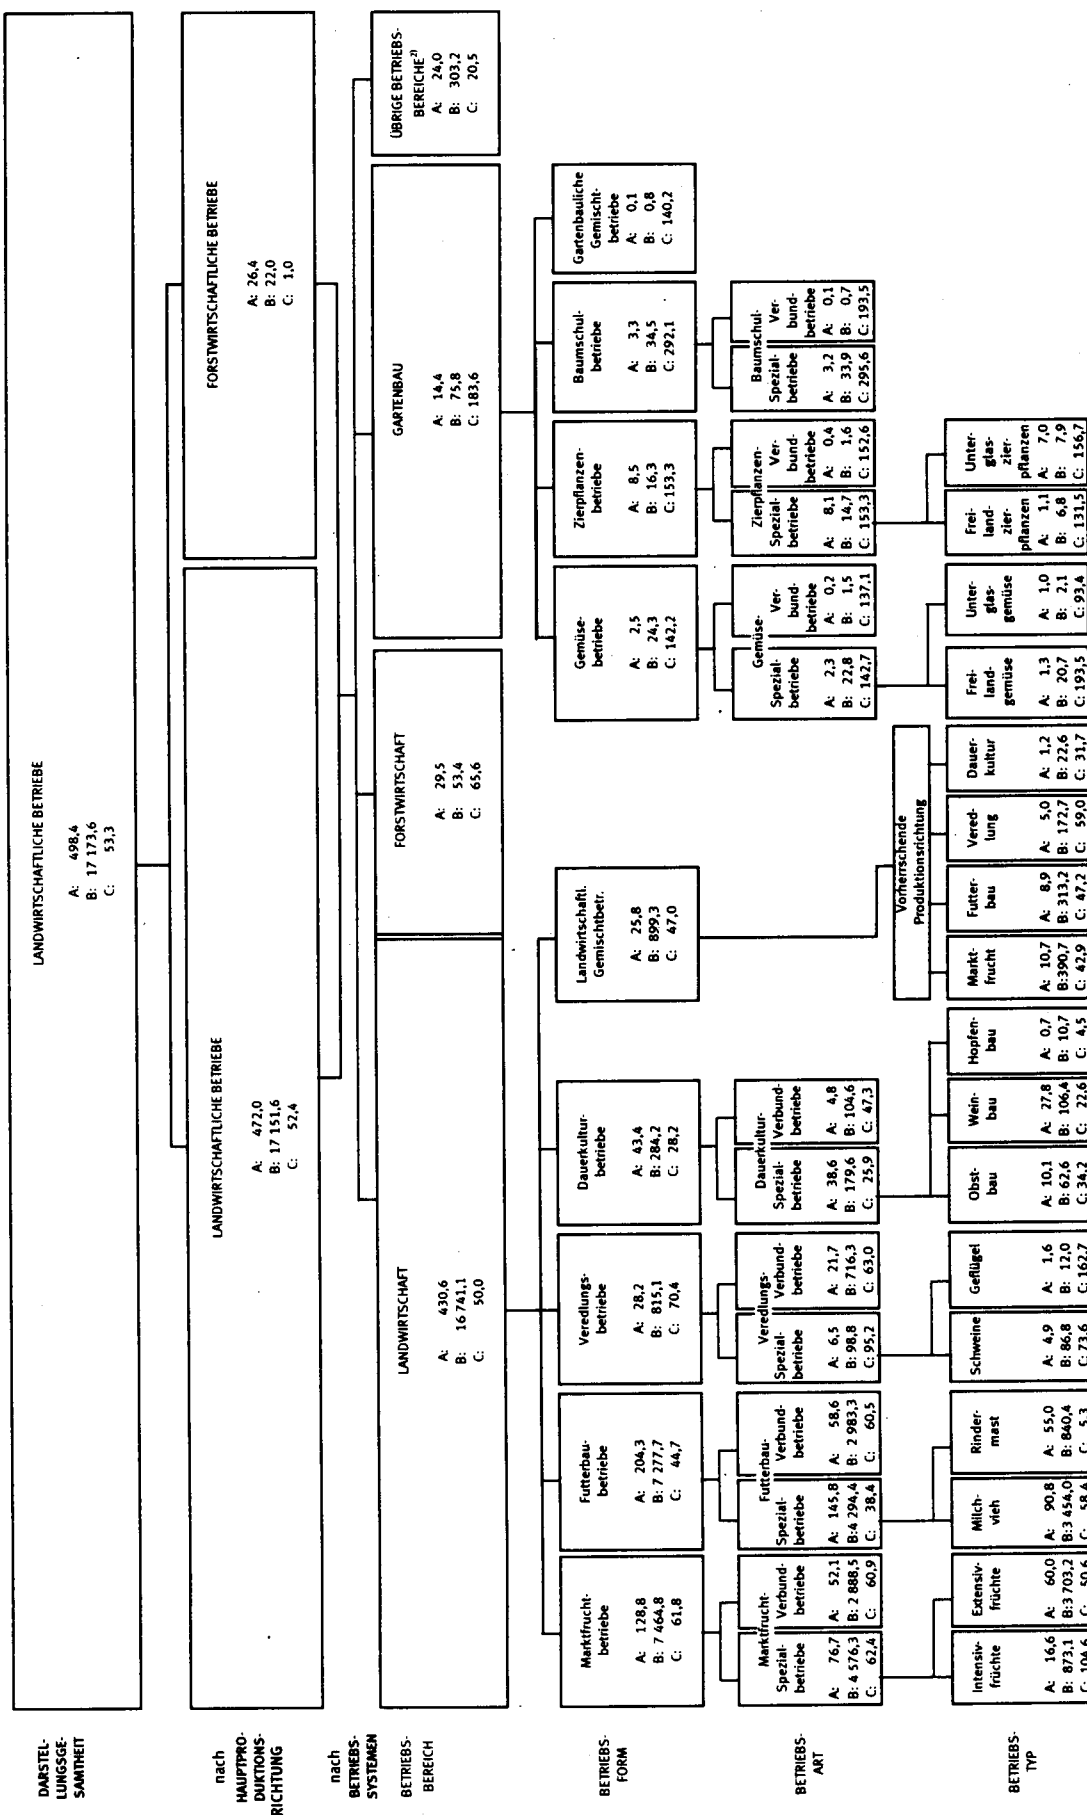 DARSTEL-
LUNGSGE-
SAMTHEIT
LANDWIRTSCHAFTLICHE BETRIEBE
A: 498,4
B: 17 173,6
C: 53,3
nach
HAUPTPRO-
DUKTIONS-
RICHTUNG
LANDWIRTSCHAFTLICHE BETRIEBE
A: 472,0
B: 17 151,6
C: 52,4
FORSTWIRTSCHAFTLICHE BETRIEBE
A: 26,4
B: 22,0
C: 1,0
nach
BETRIEBS-
SYSTEMEN
BETRIEBS-
BEREICH
LANDWIRTSCHAFT
A: 430,6
B: 16 741,1
C: 50,0
FORSTWIRTSCHAFT
A: 29,5
B: 53,4
C: 65,6
GARTENBAU
A: 14,4
B: 75,8
C: 183,6
ÜBRIGE BETRIEBS-
BEREICHE2)
A: 24,0
B: 303,2
C: 20,5
BETRIEBS-
FORM
Marktfrucht-
betriebe
A: 128,8
B: 7 464,8
C: 61,8
Futterbau-
betriebe
A: 204,3
B: 7 277,7
C: 44,7
Veredlungs-
betriebe
A: 28,2
B: 815,1
C: 70,4
Dauerkultur-
betriebe
A: 43,4
B: 284,2
C: 28,2
Landwirtschaftl.
Gemischtbetr.
A: 25,8
B: 899,3
C: 47,0
Gemüse-
betriebe
A: 2,5
B: 24,3
C: 142,2
Zierpflanzen-
betriebe
A: 8,5
B: 16,3
C: 153,3
Baumschul-
betriebe
A: 3,3
B: 34,5
C: 292,1
Gartenbauliche
Gemischt-
betriebe
A: 0,1
B: 0,8
C: 140,2
BETRIEBS-
ART
Marktfrucht-
Spezial-
betriebe
A: 76,7
B: 4 576,3
C: 62,4
Verbund-
betriebe
A: 52,1
B: 2 888,5
C: 60,9
Futterbau-
Spezial-
betriebe
A: 145,8
B: 4 294,4
C: 38,4
Verbund-
betriebe
A: 58,6
B: 2 983,3
C: 60,5
Veredlungs-
Spezial-
betriebe
A: 6,5
B: 98,8
C: 95,2
Verbund-
betriebe
A: 21,7
B: 716,3
C: 63,0
Dauerkultur-
Spezial-
betriebe
A: 38,6
B: 179,6
C: 25,9
Verbund-
betriebe
A: 4,8
B: 104,6
C: 47,3
Gemüse-
Spezial-
betriebe
A: 2,3
B: 22,8
C: 142,7
Ver-
bund-
betriebe
A: 0,2
B: 1,5
C: 137,1
Zierpflanzen-
Spezial-
betriebe
A: 8,1
B: 14,7
C: 153,3
Ver-
bund-
betriebe
A: 0,4
B: 1,6
C: 152,6
Baumschul-
Spezial-
betriebe
A: 3,2
B: 33,9
C: 295,6
Ver-
bund-
betriebe
A: 0,1
B: 0,7
C: 193,5
BETRIEBS-
TYP
Intensiv-
früchte
A: 16,6
B: 873,1
C: 104,6
Extensiv-
früchte
A: 60,0
B: 3 703,2
C: 50,6
Milch-
vieh
A: 90,8
B: 3 454,0
C: 58,4
Rinder-
mast
A: 55,0
B: 840,4
C: 5,3
Schweine
A: 4,9
B: 86,8
C: 73,6
Geflügel
A: 1,6
B: 12,0
C: 162,7
Obst-
bau
A: 10,1
B: 62,6
C: 34,2
Wein-
bau
A: 27,8
B: 106,4
C: 22,6
Hopfen-
bau
A: 0,7
B: 10,7
C: 4,5
Vorherrschende
Produktionsrichtung
Markt-
frucht
A: 10,7
B: 390,7
C: 42,9
Futter-
bau
A: 8,9
B: 313,2
C: 47,2
Vered-
lung
A: 5,0
B: 172,7
C: 59,0
Dauer-
kultur
A: 1,2
B: 22,6
C: 31,7
Frei-
land-
gemüse
A: 1,3
B: 20,7
C: 193,5
Unter-
glas-
gemüse
A: 1,0
B: 2,1
C: 93,4
Frei-
land-
zier-
pflanzen
A: 1,1
B: 6,8
C: 131,5
Unter-
glas-
zier-
pflanzen
A: 7,0
B: 7,9
C: 156,7